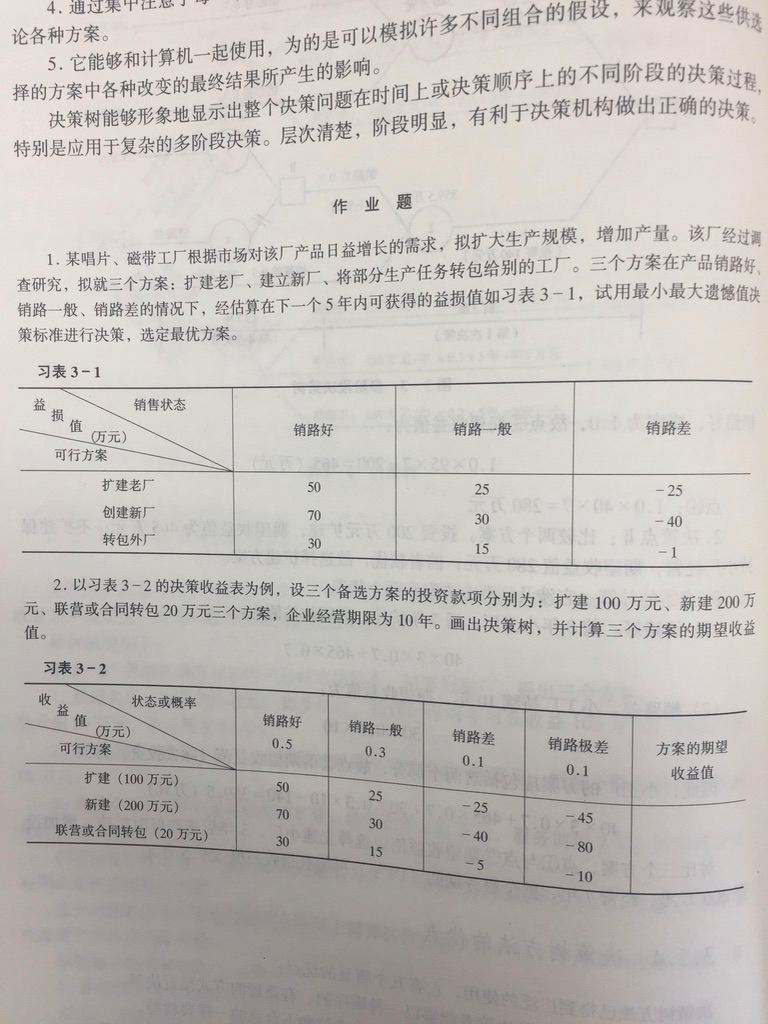 4. 通过集中注意于每
论各种方案。
5. 它能够和计算机一起使用，为的是可以模拟许多不同组合的假设，来观察这些供选
择的方案中各种改变的最终结果所产生的影响。
决策树能够形象地显示出整个决策问题在时间上或决策顺序上的不同阶段的决策过程，
特别是应用于复杂的多阶段决策。层次清楚，阶段明显，有利于决策机构做出正确的决策。
作 业 题
1. 某唱片、磁带工厂根据市场对该厂产品日益增长的需求，拟扩大生产规模，增加产量。该厂经过调
查研究，拟就三个方案：扩建老厂、建立新厂、将部分生产任务转包给别的工厂。三个方案在产品销路好、
销路一般、销路差的情况下，经估算在下一个5年内可获得的益损值如习表3-1，试用最小最大遗憾值决
策标准进行决策，选定最优方案。
习表3-1
益损值(万元) 销售状态 可行方案 销路好 销路一般 销路差
扩建老厂 50 25 -25
创建新厂 70 30 -40
转包外厂 30 15 -1
2. 以习表3-2的决策收益表为例，设三个备选方案的投资款项分别为：扩建100万元、新建200万
元、联营或合同转包20万元三个方案，企业经营期限为10年。画出决策树，并计算三个方案的期望收益
值。
习表3-2
收益值(万元) 状态或概率 可行方案 销路好 销路一般 销路差 销路极差 方案的期望
0.5 0.3 0.1 0.1 收益值
扩建（100万元） 50 25 -25 -45
新建（200万元） 70 30 -40 -80
联营或合同转包（20万元） 30 15 -5 -10